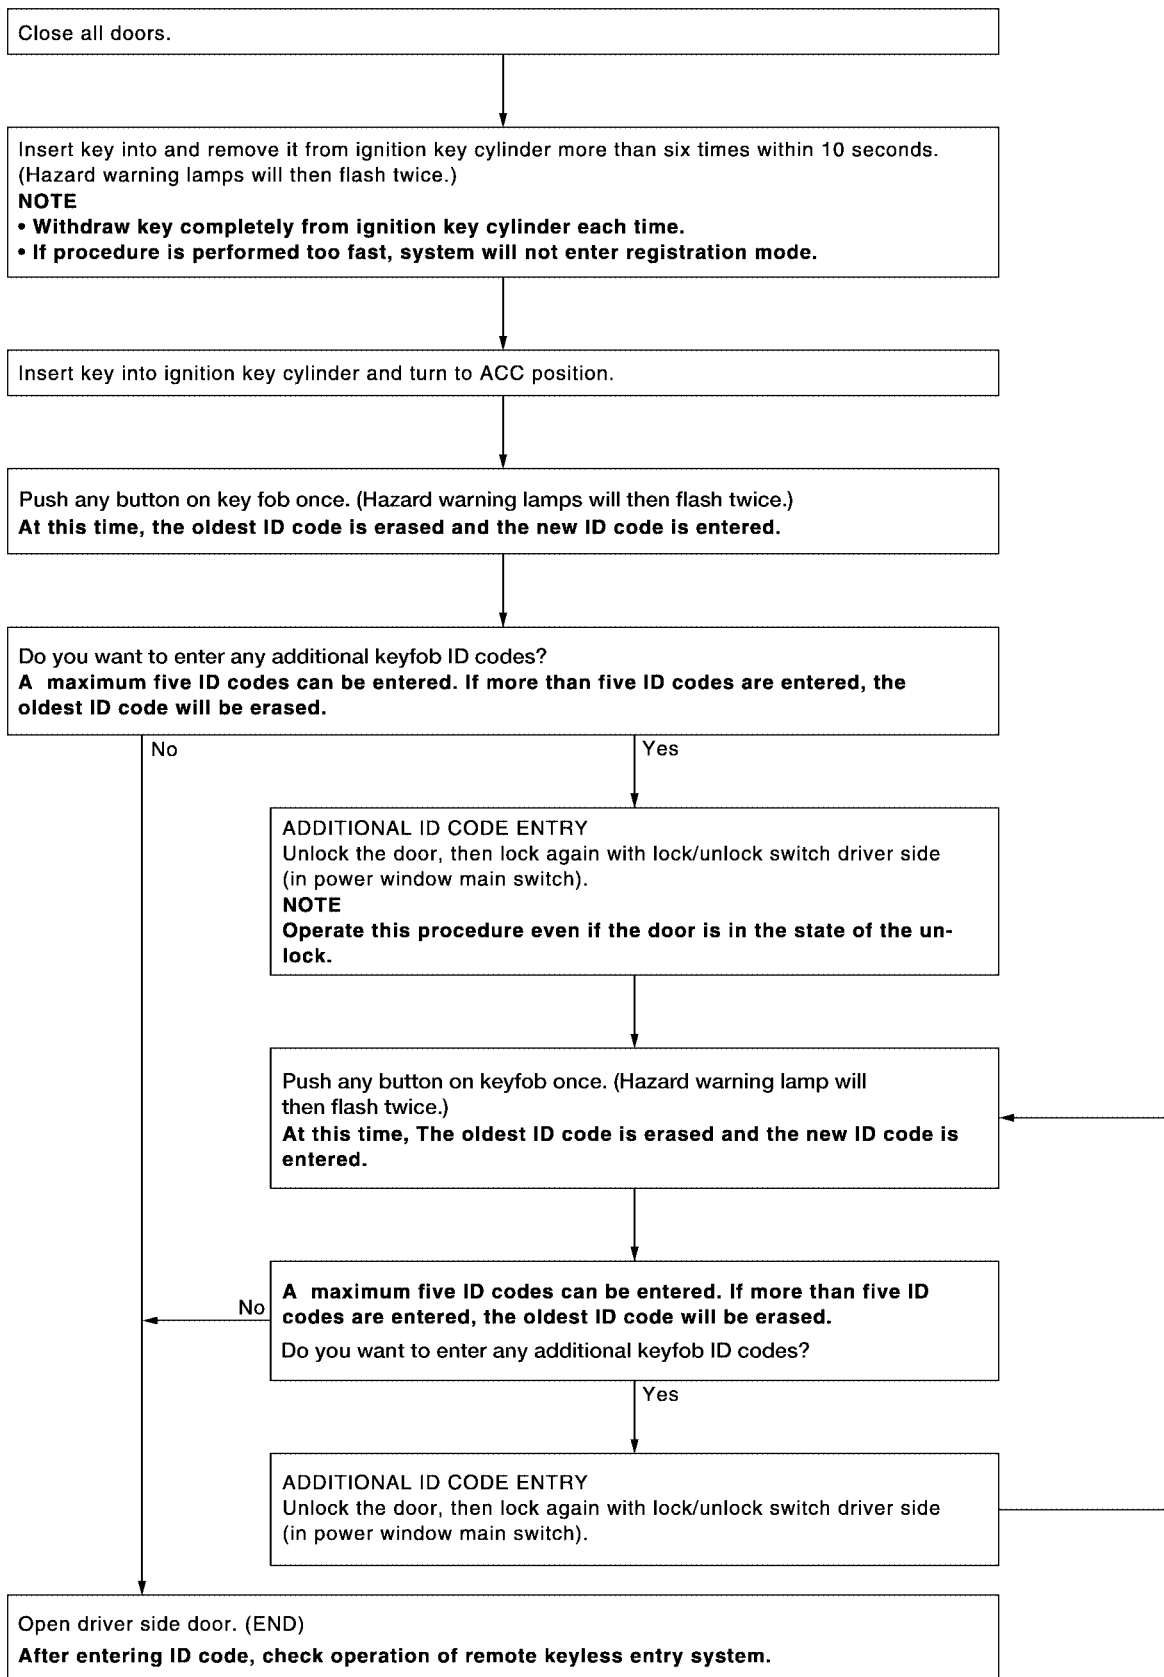 Close all doors.
Insert key into and remove it from ignition key cylinder more than six times within 10 seconds.
(Hazard warning lamps will then flash twice.)
NOTE
• Withdraw key completely from ignition key cylinder each time.
• If procedure is performed too fast, system will not enter registration mode.
Insert key into ignition key cylinder and turn to ACC position.
Push any button on key fob once. (Hazard warning lamps will then flash twice.)
At this time, the oldest ID code is erased and the new ID code is entered.
Do you want to enter any additional keyfob ID codes?
A maximum five ID codes can be entered. If more than five ID codes are entered, the
oldest ID code will be erased.
No
Yes
ADDITIONAL ID CODE ENTRY
Unlock the door, then lock again with lock/unlock switch driver side
(in power window main switch).
NOTE
Operate this procedure even if the door is in the state of the un-
lock.
Push any button on keyfob once. (Hazard warning lamp will
then flash twice.)
At this time, The oldest ID code is erased and the new ID code is
entered.
No
A maximum five ID codes can be entered. If more than five ID
codes are entered, the oldest ID code will be erased.
Do you want to enter any additional keyfob ID codes?
Yes
ADDITIONAL ID CODE ENTRY
Unlock the door, then lock again with lock/unlock switch driver side
(in power window main switch).
Open driver side door. (END)
After entering ID code, check operation of remote keyless entry system.